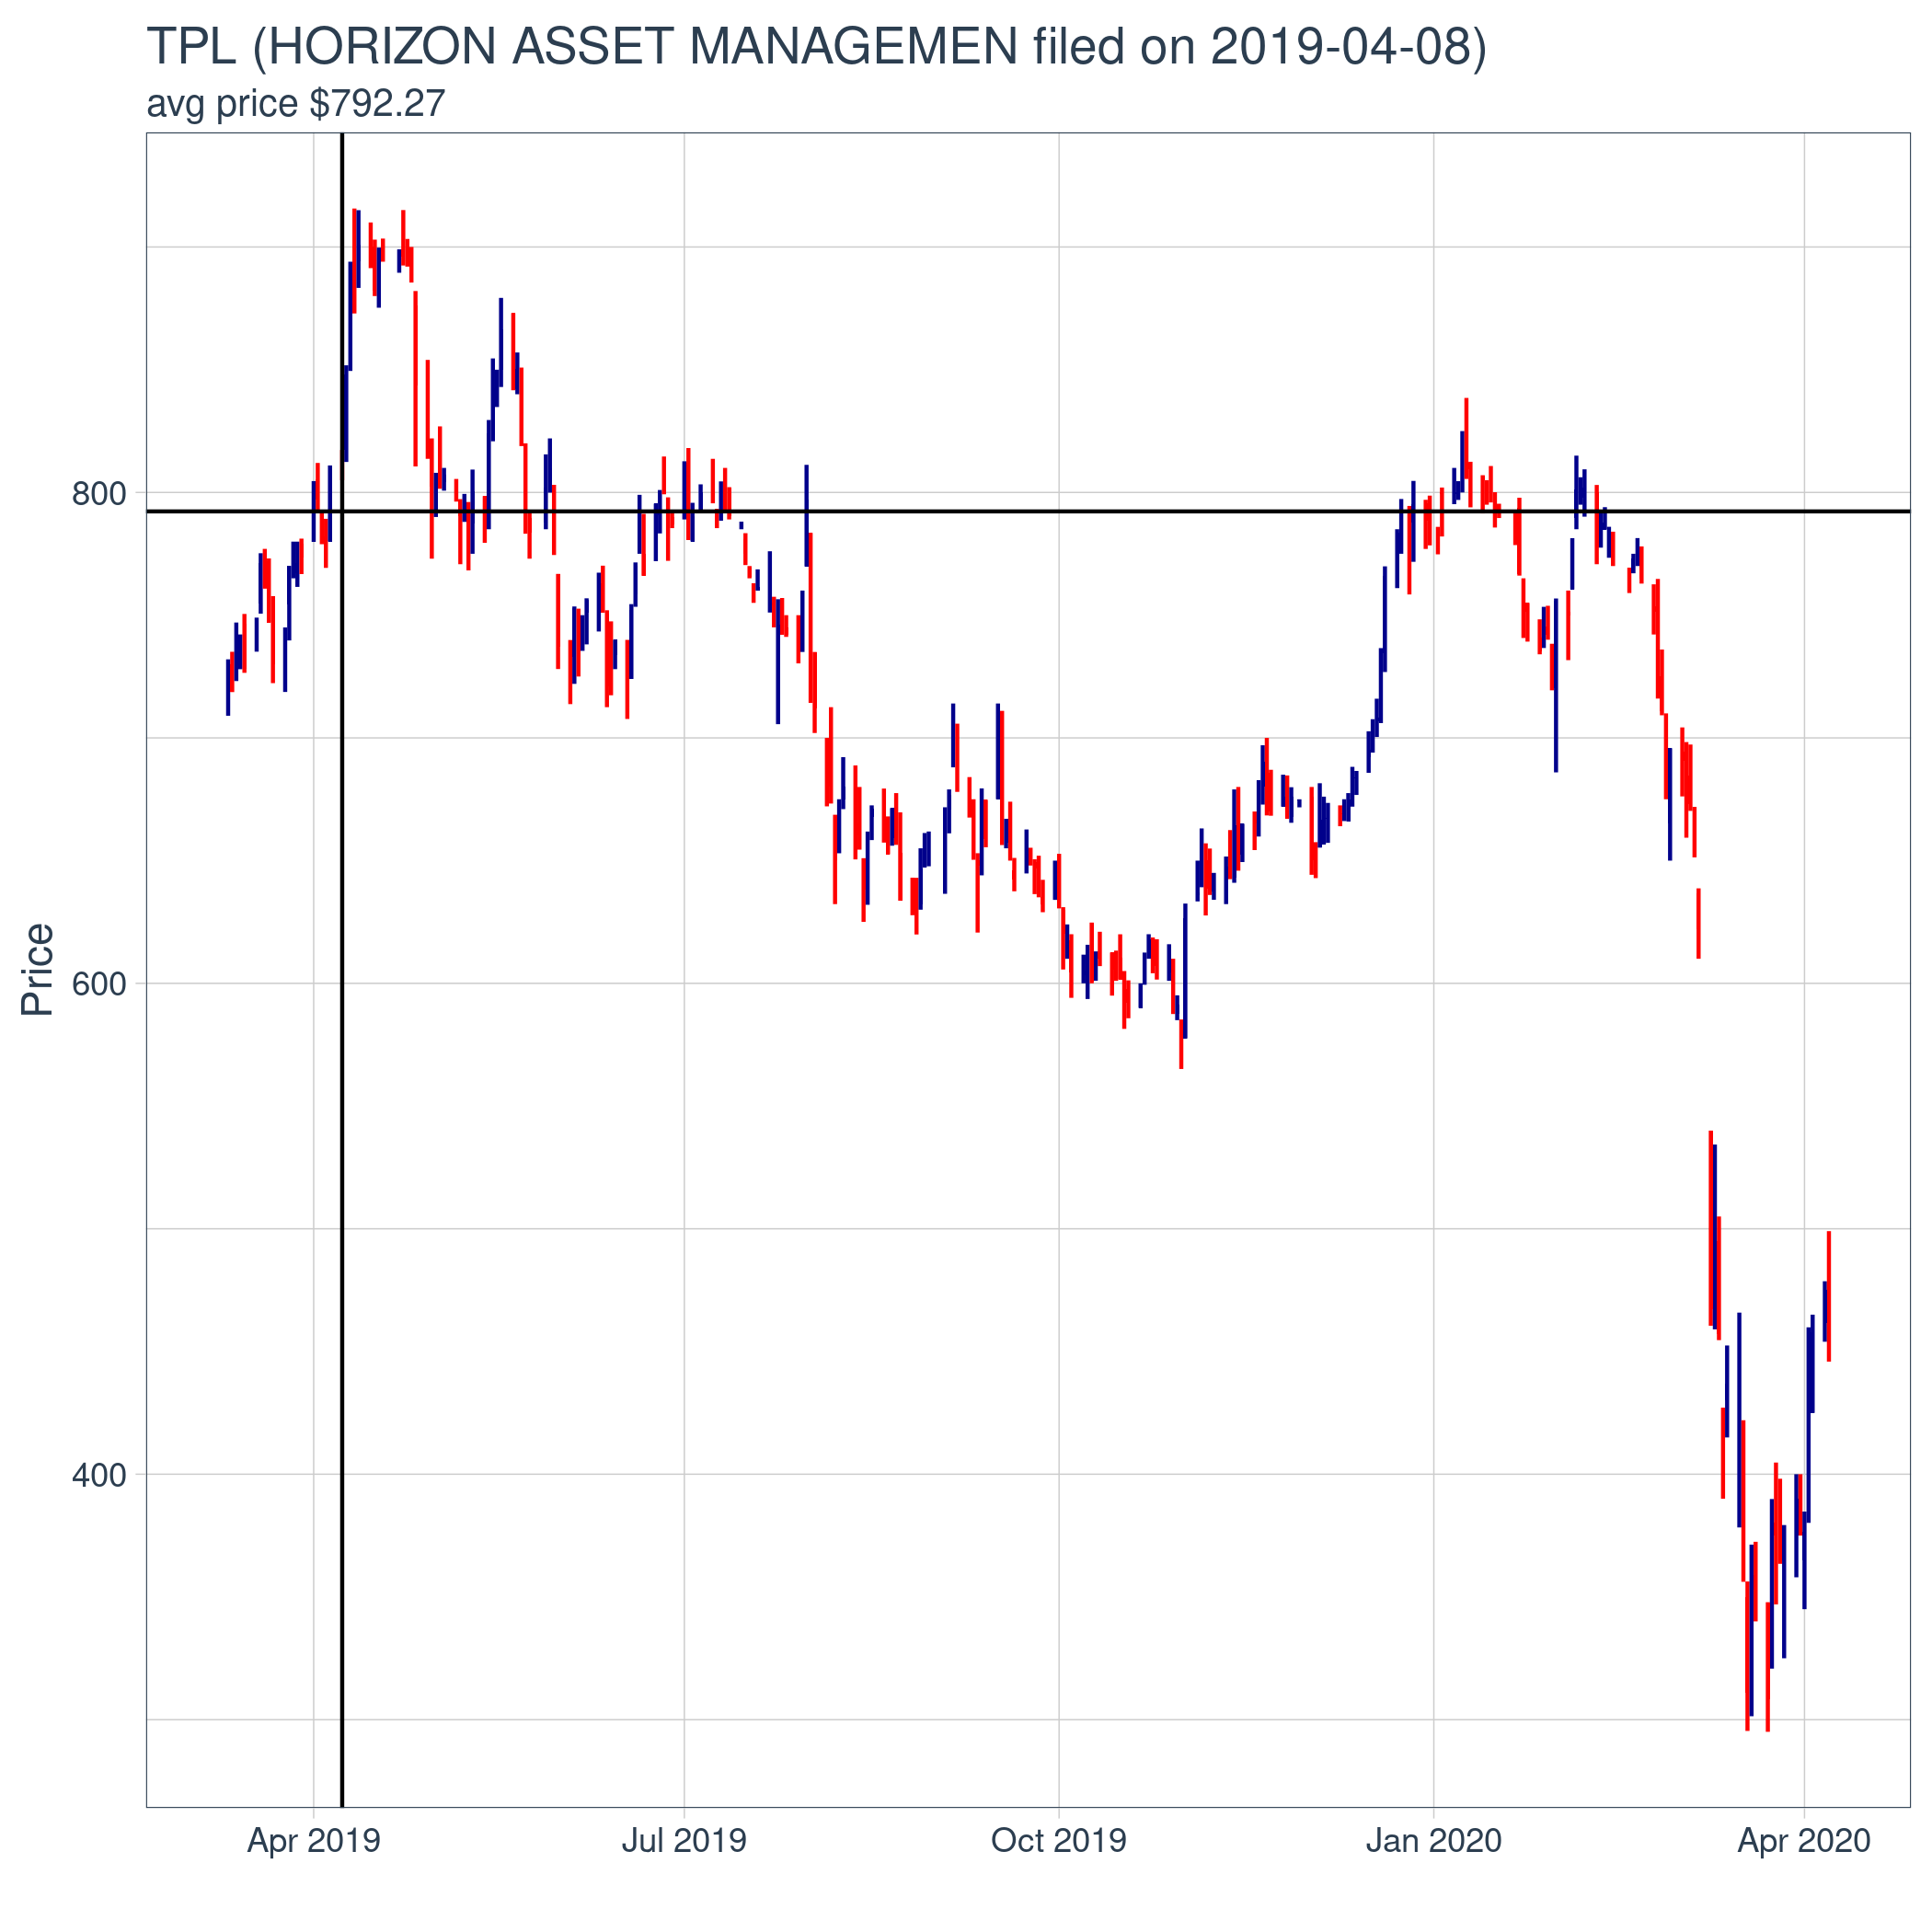 TPL (HORIZON ASSET MANAGEMEN filed on 2019-04-08)
avg price $792.27
Price
800
600
400
Apr 2019
Jul 2019
Oct 2019
Jan 2020
Apr 2020